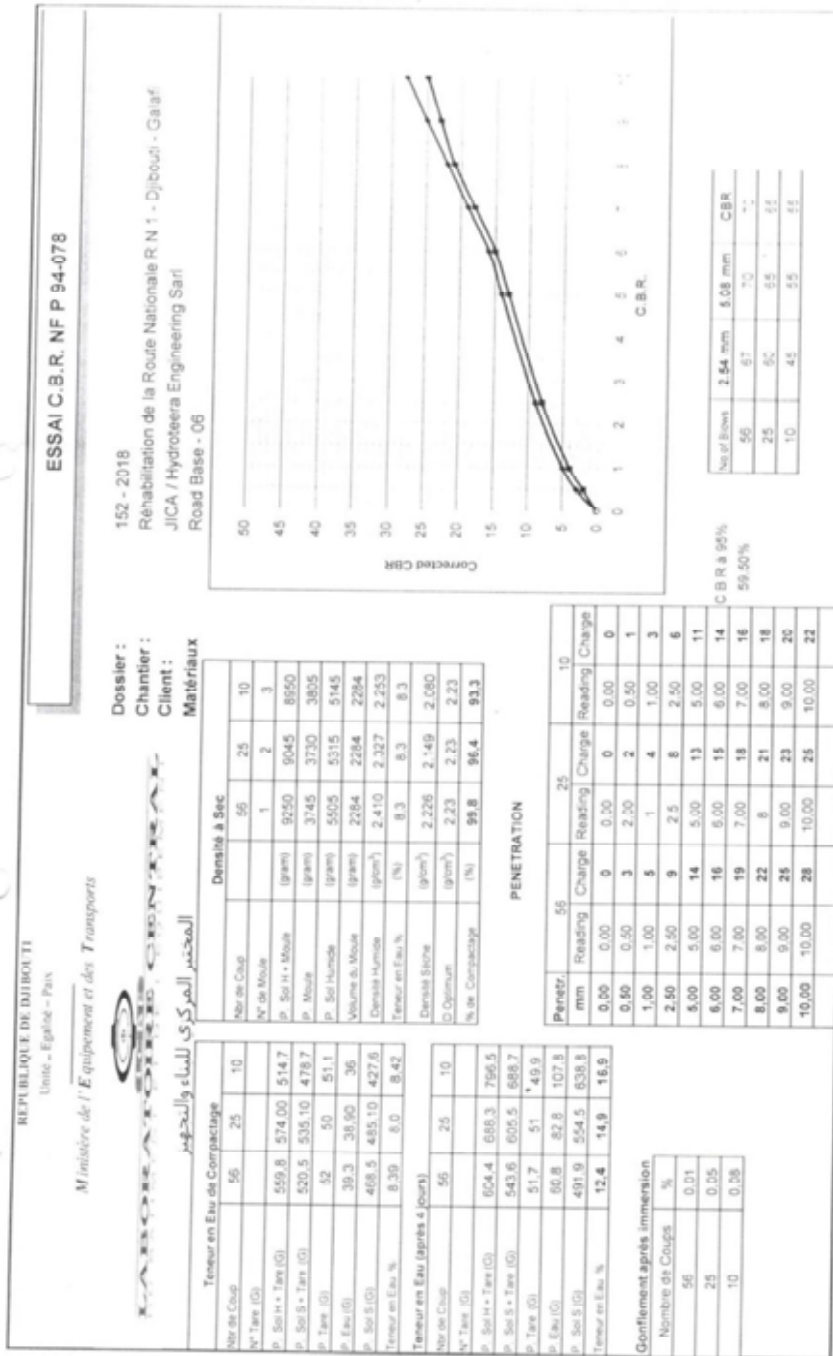 REPUBLIQUE DE DJIBOUTI
Unité _ Egalité - Paix
Ministère de l'Equipement et des Transports
LABORATOIRE CENTRAL
المختبر المركزي للبناء والتجهيز
ESSAI C.B.R. NF P 94-078
Dossier : 152 - 2018
Chantier : Réhabilitation de la Route Nationale R N 1 - Djibouti - Galafi
Client : JICA / Hydroteera Engineering Sarl
Matériaux Road Base - 06
Teneur en Eau de Compactage
Nbr de Coup 56 25 10
N° Tare (G)
P. Sol H + Tare (G) 559,8 574,00 514,7
P. Sol S + Tare (G) 520,5 535,10 478,7
P. Tare (G) 52 50 51,1
P. Eau (G) 39,3 38,90 36
P. Sol S (G) 468,5 485,10 427,6
Teneur en Eau % 8,39 8,0 8,42
Teneur en Eau (après 4 jours)
Nbr de Coup 56 25 10
N° Tare (G)
P. Sol H + Tare (G) 604,4 688,3 796,5
P. Sol S + Tare (G) 543,6 605,5 688,7
P. Tare (G) 51,7 51 49,9
P. Eau (G) 60,8 82,8 107,8
P. Sol S (G) 491,9 554,5 638,8
Teneur en Eau % 12,4 14,9 16,9
Gonflement après immersion
Nombre de Coups %
56 0.01
25 0.05
10 0.08
Densité à Sec
Nbr de Coup 56 25 10
N° de Moule 1 2 3
P. Sol H + Moule (gram) 9250 9045 8950
P. Moule (gram) 3745 3730 3805
P. Sol Humide (gram) 5505 5315 5145
Volume du Moule (gram) 2284 2284 2284
Densité Humide (g/cm³) 2.410 2.327 2.253
Teneur en Eau % (%) 8.3 8.3 8.3
Densité Sèche (g/cm³) 2.226 2.149 2.080
D Optimum (g/cm³) 2.23 2.23 2.23
% de Compactage (%) 99,8 96,4 93,3
PENETRATION
Penetr. 56 25 10
mm Reading Charge Reading Charge Reading Charge
0,00 0.00 0 0.00 0 0.00 0
0,50 0.50 3 2.00 2 0.50 1
1,00 1.00 5 1 4 1.00 3
2,50 2.50 9 2.5 8 2.50 6
5,00 5.00 14 5.00 13 5.00 11
6,00 6.00 16 6.00 15 6.00 14
7,00 7.00 19 7.00 18 7.00 16
8,00 8.00 22 8 21 8.00 18
9,00 9.00 25 9.00 23 9.00 20
10,00 10.00 28 10.00 25 10.00 22
Corrected CBR
50
45
40
35
30
25
20
15
10
5
0
0 1 2 3 4 5 6 7 8 9
C.B.R.
C B R à 95%
59.50%
No of Blows 2.54 mm 5.08 mm CBR
56 67 70
25 60 65
10 45 55